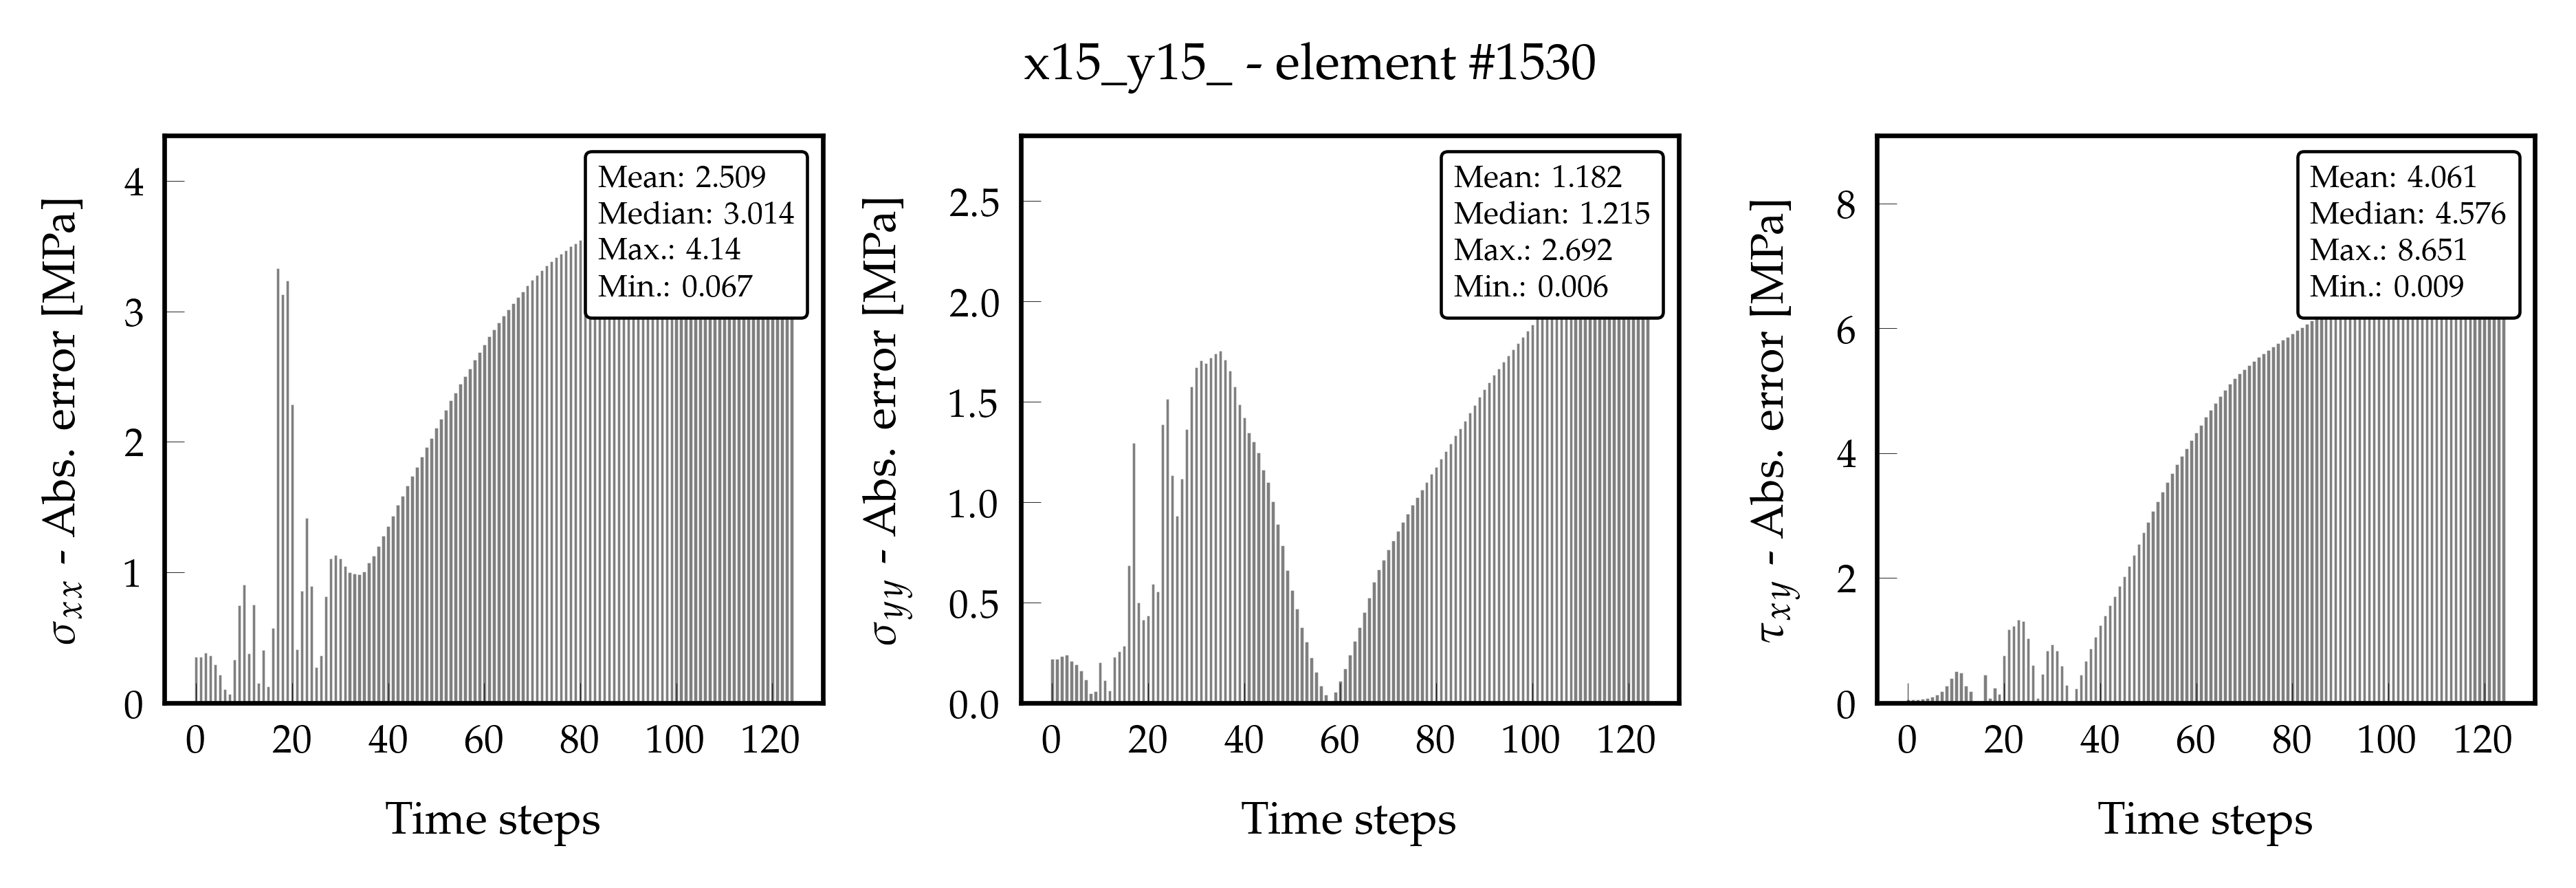 x15_y15_ - element #1530
σxx - Abs. error [MPa]
4
3
2
1
0
0 20 40 60 80 100 120
Time steps
Mean: 2.509
Median: 3.014
Max.: 4.14
Min.: 0.067
σyy - Abs. error [MPa]
2.5
2.0
1.5
1.0
0.5
0.0
0 20 40 60 80 100 120
Time steps
Mean: 1.182
Median: 1.215
Max.: 2.692
Min.: 0.006
τxy - Abs. error [MPa]
8
6
4
2
0
0 20 40 60 80 100 120
Time steps
Mean: 4.061
Median: 4.576
Max.: 8.651
Min.: 0.009